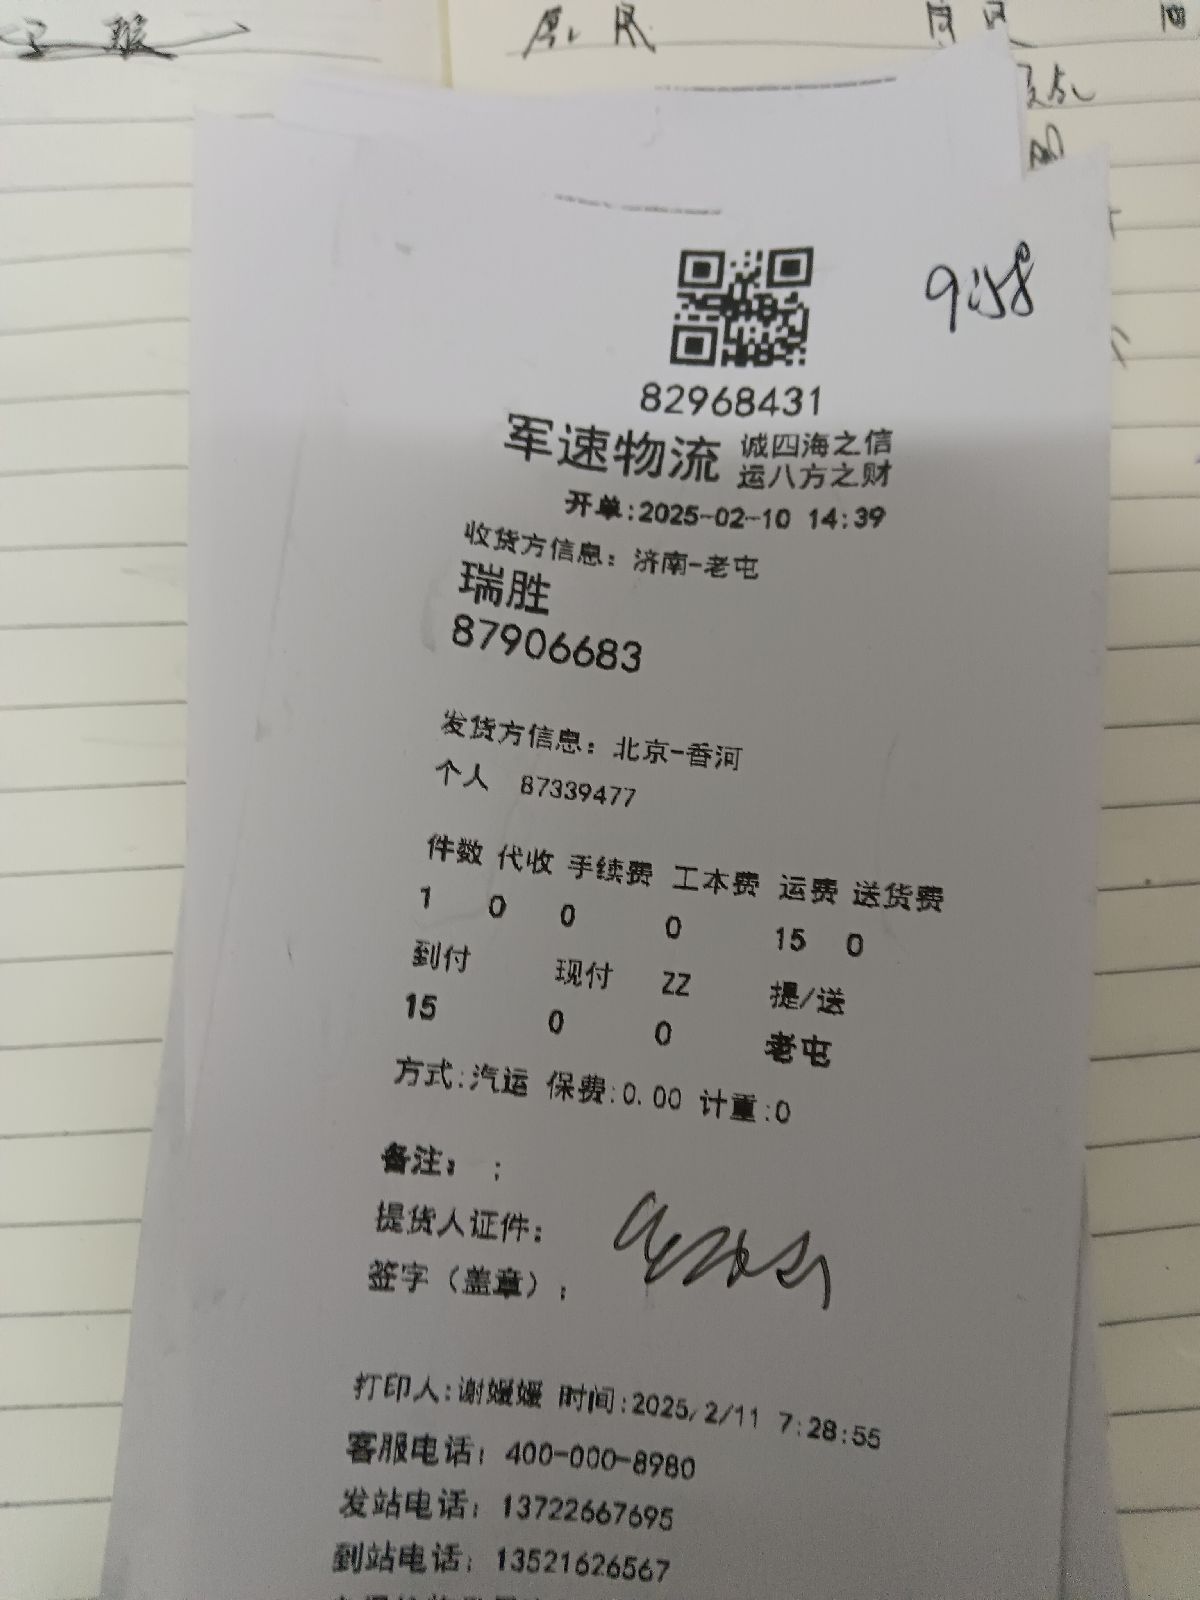 9:58
82968431
军速物流 诚四海之信
运八方之财
开单:2025-02-10 14:39
收货方信息: 济南-老屯
瑞胜
87906683
发货方信息: 北京-香河
个人 87339477
件数 代收 手续费 工本费 运费 送货费
1 0 0 0 15 0
到付 现付 ZZ 提/送
15 0 0 老屯
方式:汽运 保费:0.00 计重:0
备注: ;
提货人证件:
签字(盖章):
打印人:谢嫚嫚 时间:2025/2/11 7:28:55
客服电话: 400-000-8980
发站电话: 13722667695
到站电话: 13521626567